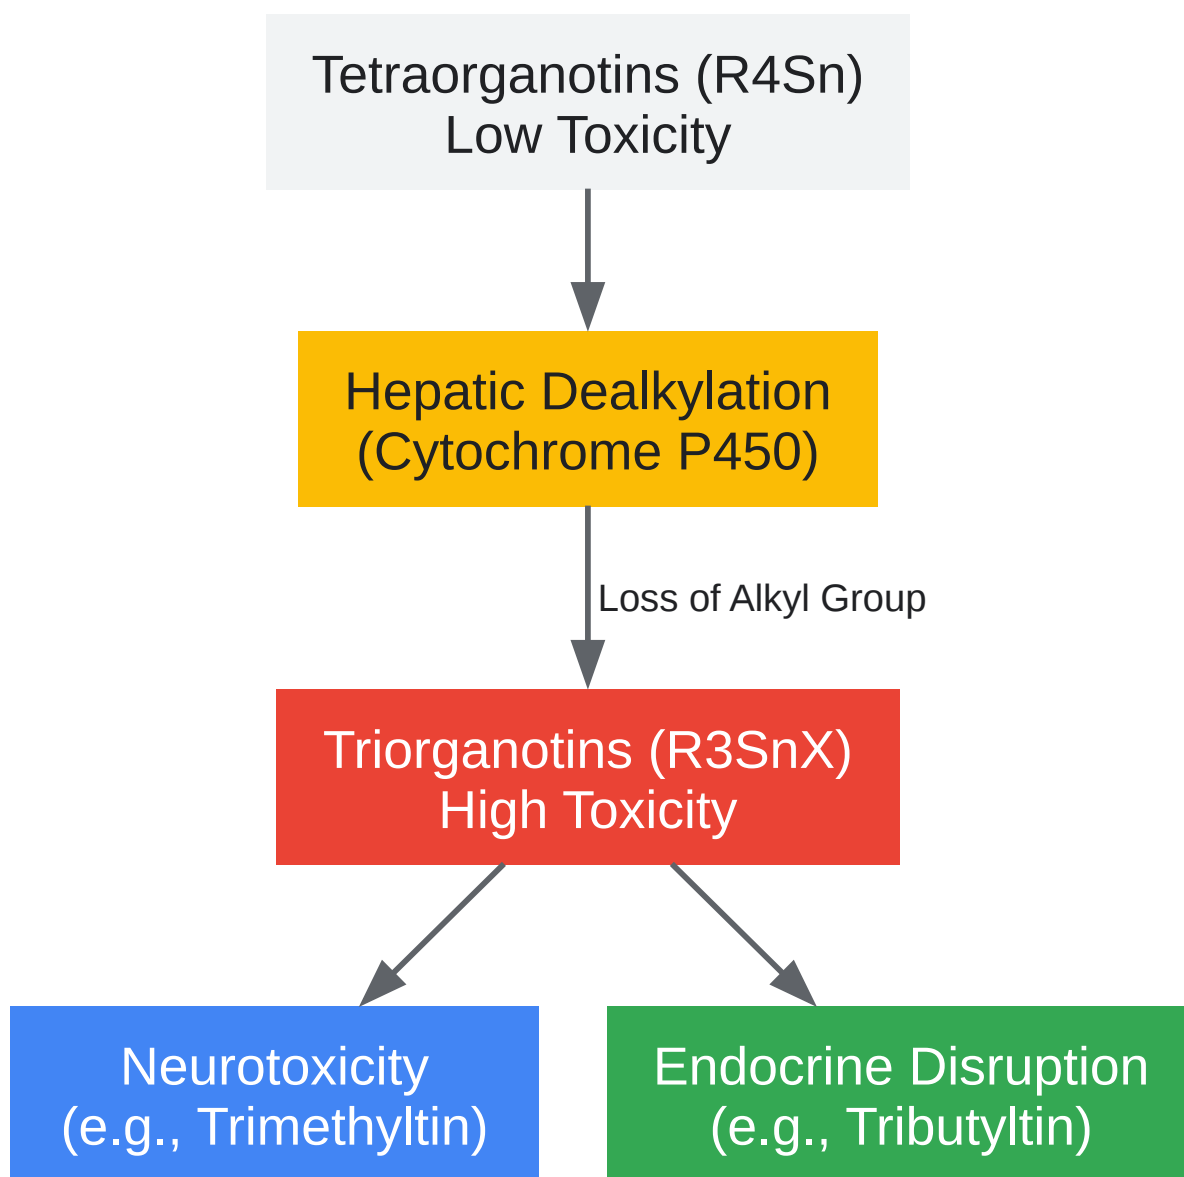 Tetraorganotins (R4Sn)
Low Toxicity
Hepatic Dealkylation
(Cytochrome P450)
Loss of Alkyl Group
Triorganotins (R3SnX)
High Toxicity
Neurotoxicity
(e.g., Trimethyltin)
Endocrine Disruption
(e.g., Tributyltin)